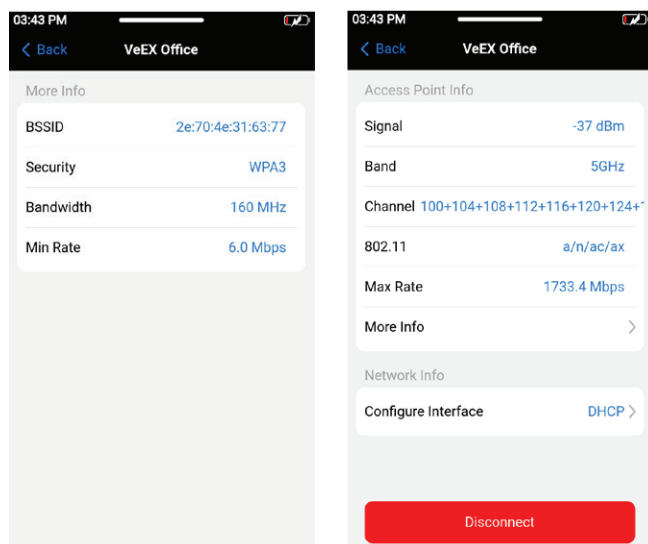 03:43 PM
Back
VeEX Office
More Info
BSSID 2e:70:4e:31:63:77
Security WPA3
Bandwidth 160 MHz
Min Rate 6.0 Mbps
03:43 PM
Back
VeEX Office
Access Point Info
Signal -37 dBm
Band 5GHz
Channel 100+104+108+112+116+120+124+
802.11 a/n/ac/ax
Max Rate 1733.4 Mbps
More Info
Network Info
Configure Interface DHCP
Disconnect